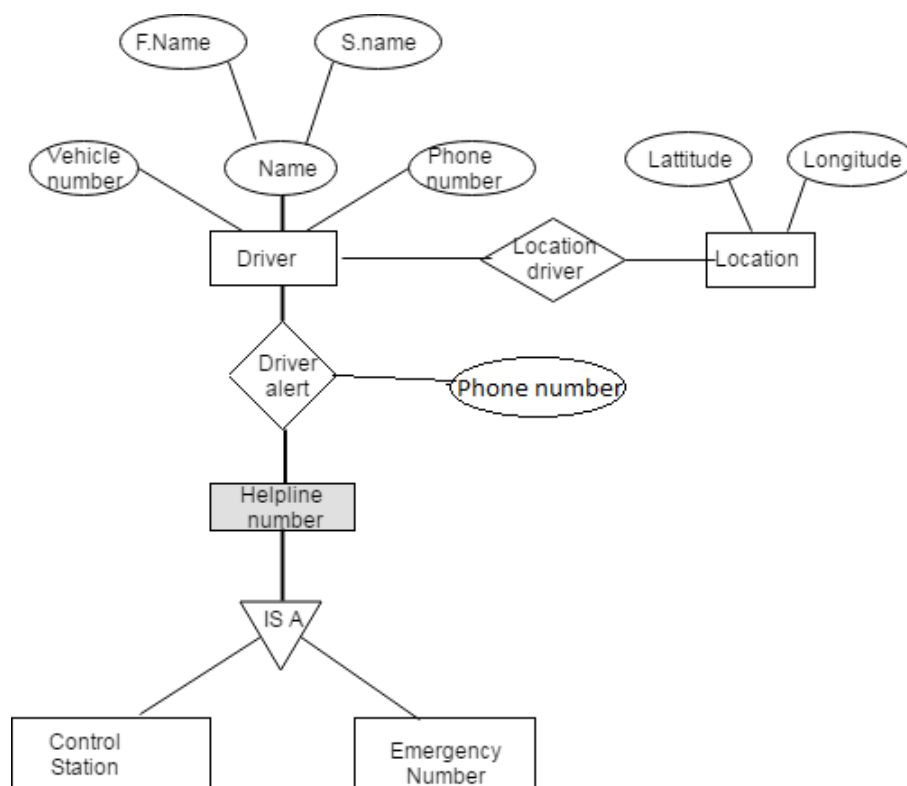 F.Name
S.name
Vehicle
number
Name
Phone
number
Lattitude
Longitude
Driver
Location
driver
Location
Driver
alert
Phone number
Helpline
number
IS A
Control
Station
Emergency
Number